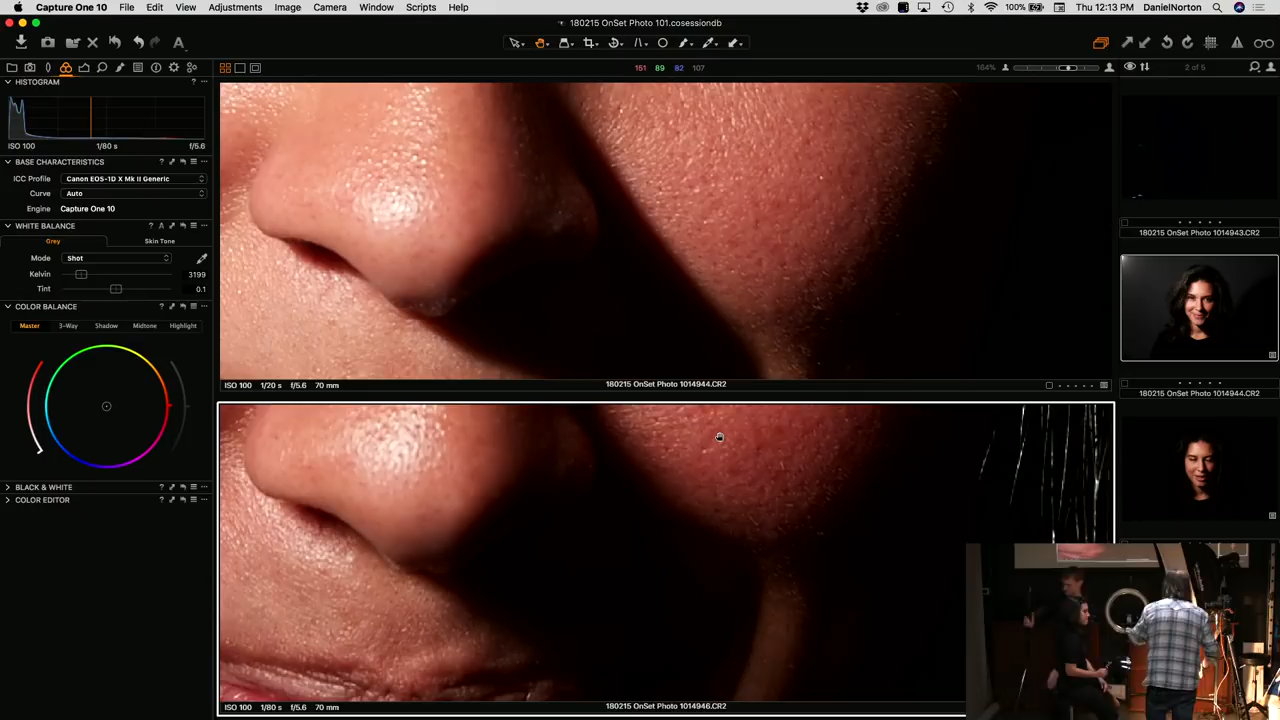 Capture One 10 File Edit View Adjustments Image Camera Window Scripts Help 100% Thu 12:13 PM DanielNorton
180215 OnSet Photo 101.cosessiondb
151 89 82 107 164% 2 of 5
HISTOGRAM ?
ISO 100 1/80 s f/5.6
BASE CHARACTERISTICS ?
ICC Profile Canon EOS-1D X Mk II Generic
Curve Auto
Engine Capture One 10
WHITE BALANCE ? A
Grey Skin Tone
Mode Shot
Kelvin 3199
Tint 0.1
COLOR BALANCE ?
Master 3-Way Shadow Midtone Highlight
BLACK & WHITE ?
COLOR EDITOR ?
ISO 100 1/20 s f/5.6 70 mm 180215 OnSet Photo 1014944.CR2
ISO 100 1/80 s f/5.6 70 mm 180215 OnSet Photo 1014946.CR2
180215 OnSet Photo 1014943.CR2
180215 OnSet Photo 1014944.CR2